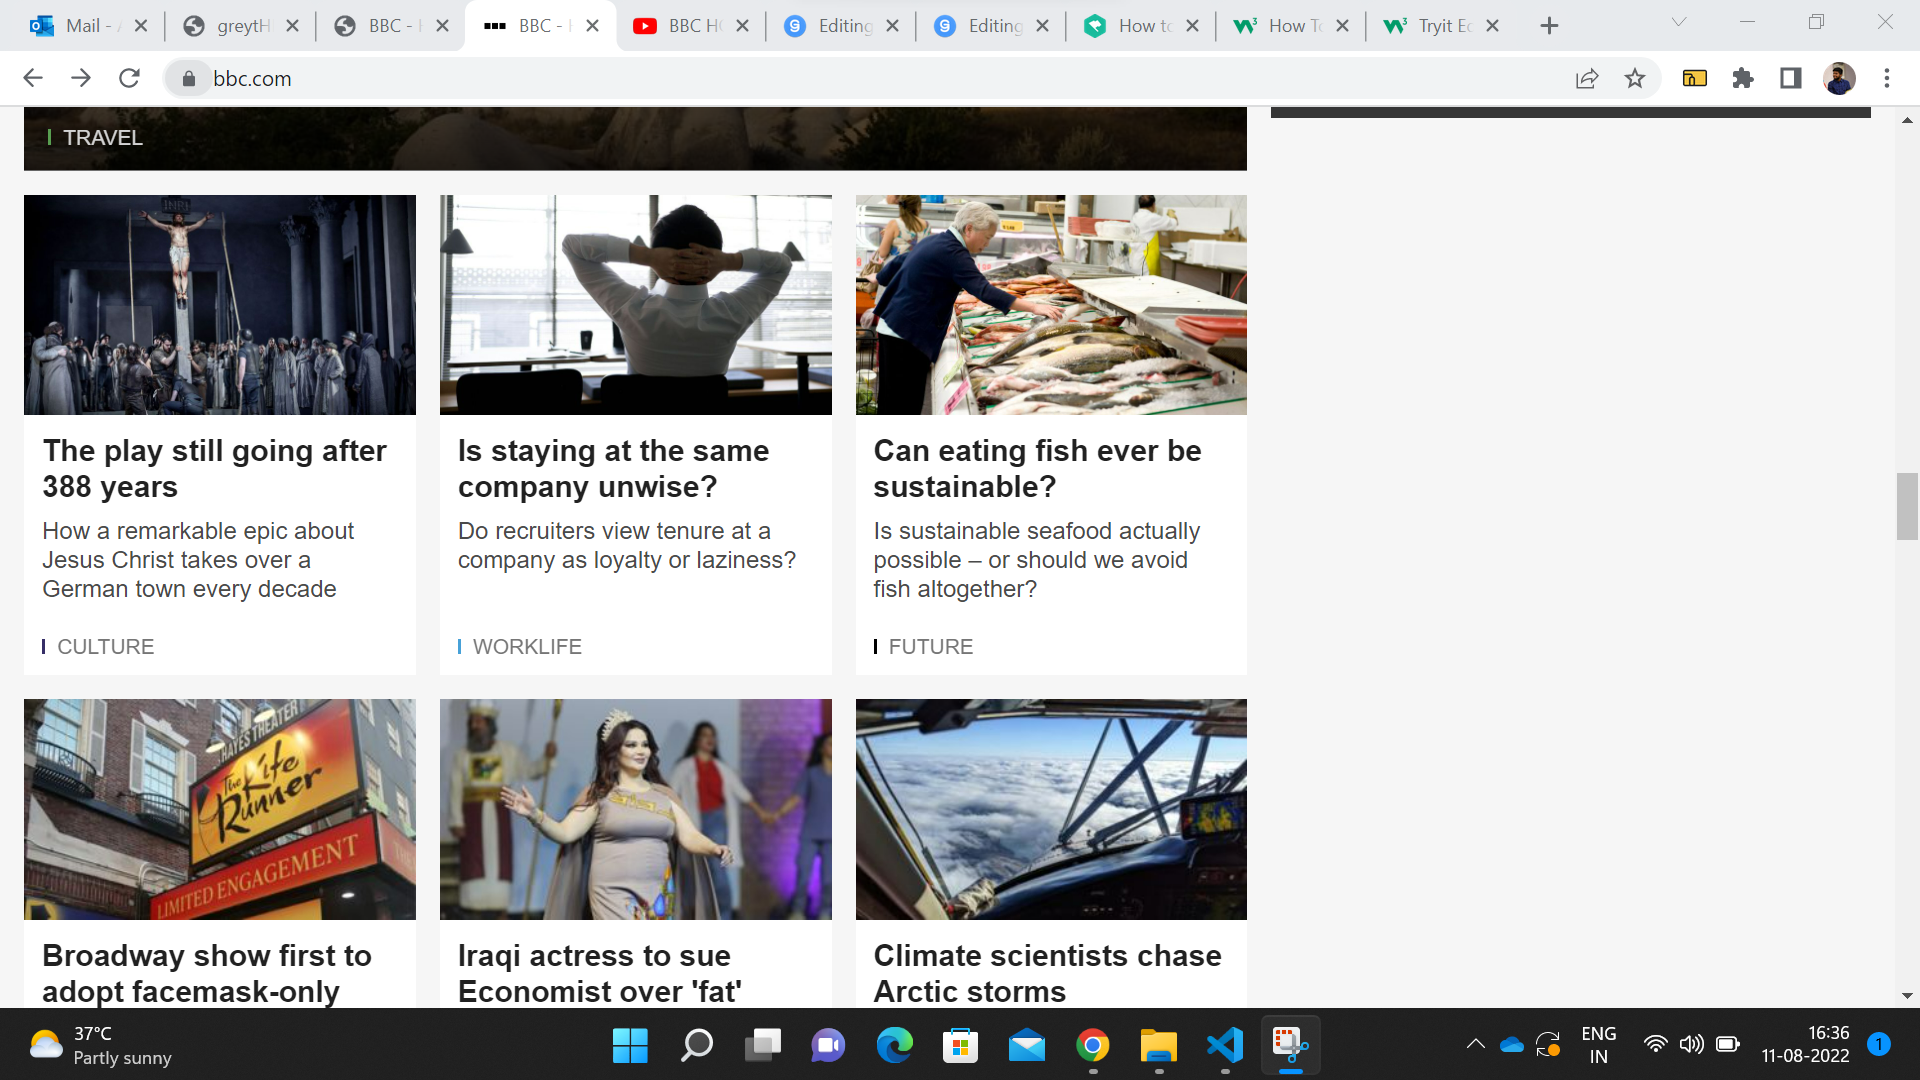 Mail - A
greytH
BBC - H
BBC - H
BBC HO
Editing
Editing
How to
How To
Tryit Ed
bbc.com
TRAVEL
The play still going after
388 years
How a remarkable epic about
Jesus Christ takes over a
German town every decade
CULTURE
Is staying at the same
company unwise?
Do recruiters view tenure at a
company as loyalty or laziness?
WORKLIFE
Can eating fish ever be
sustainable?
Is sustainable seafood actually
possible – or should we avoid
fish altogether?
FUTURE
HAYES THEATER
The Kite
Runner
LIMITED ENGAGEMENT
Broadway show first to
adopt facemask-only
Iraqi actress to sue
Economist over 'fat'
Climate scientists chase
Arctic storms
37°C
Partly sunny
ENG
IN
16:36
11-08-2022
1